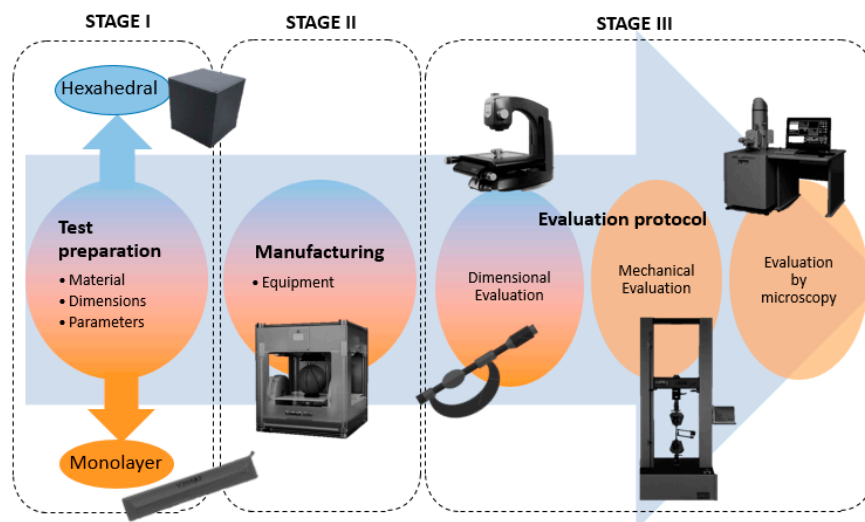 STAGE I
STAGE II
STAGE III
Hexahedral
Test
preparation
• Material
• Dimensions
• Parameters
Monolayer
Manufacturing
• Equipment
Evaluation protocol
Dimensional
Evaluation
Mechanical
Evaluation
Evaluation
by
microscopy